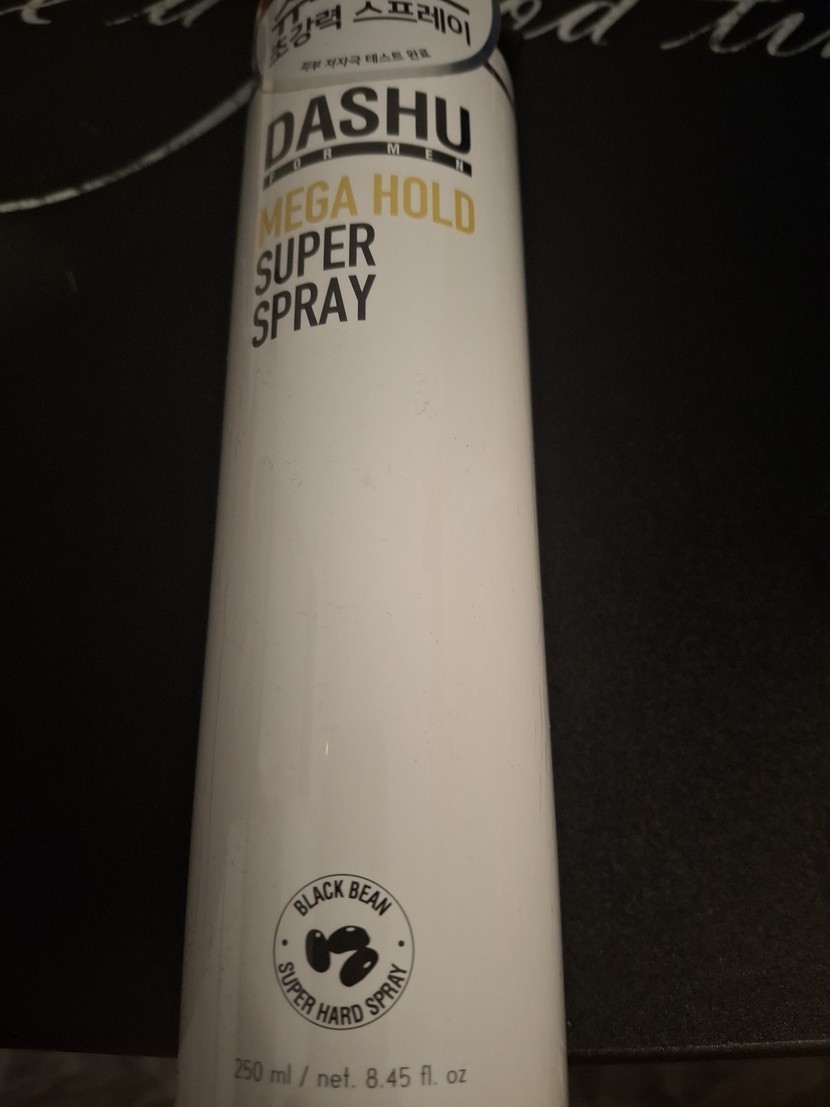 초강력 스프레이
피부 저자극 테스트 완료
DASHU
FOR MEN
MEGA HOLD
SUPER
SPRAY
BLACK BEAN
SUPER HARD SPRAY
250 ml / net. 8.45 fl. oz